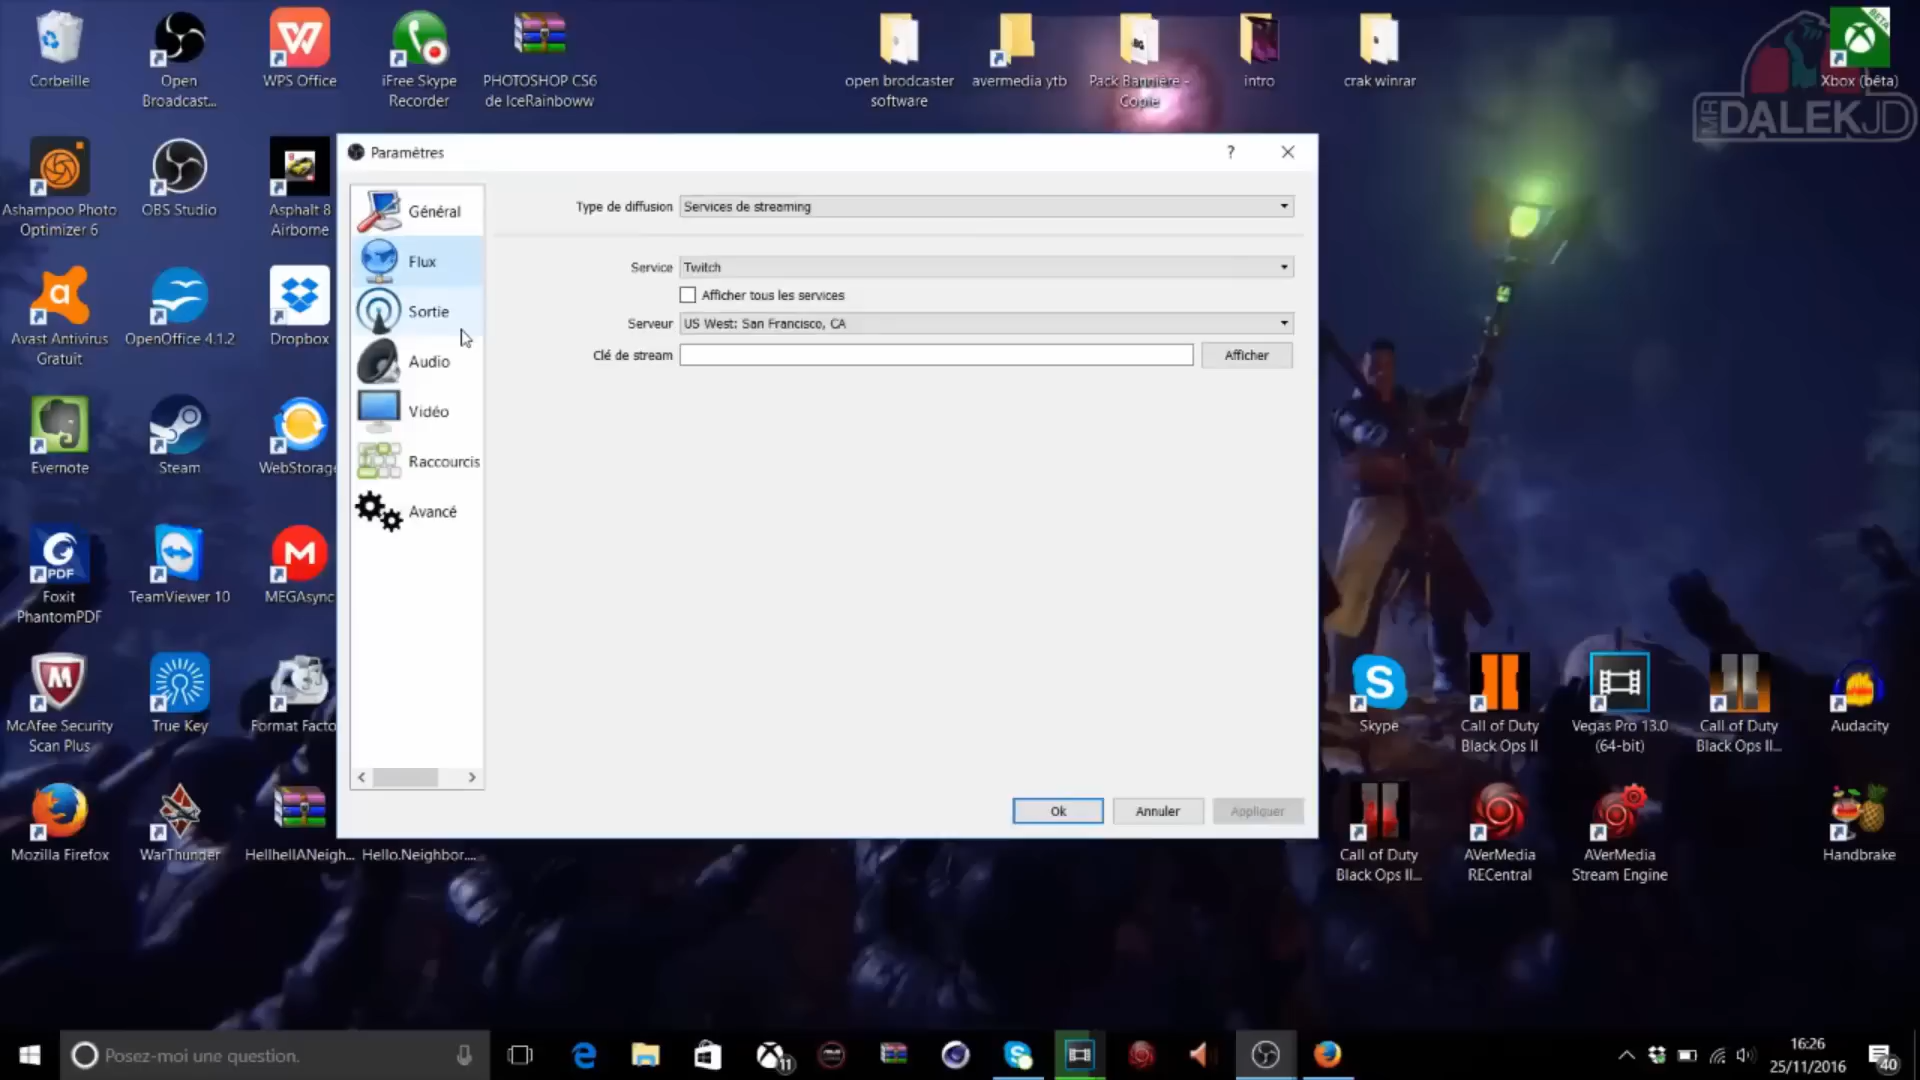 Corbeille
Open
Broadcast...
WPS Office
iFree Skype
Recorder
PHOTOSHOP CS6
de IceRainboww
open brodcaster
software
avermedia ytb
Pack Bannière -
Copie
intro
crak winrar
BETA
Xbox (bêta)
MR
DALEKJD
Ashampoo Photo
Optimizer 6
OBS Studio
Asphalt 8
Airborne
Avast Antivirus
Gratuit
OpenOffice 4.1.2
Dropbox
Evernote
Steam
WebStorage
PDF
Foxit
PhantomPDF
TeamViewer 10
MEGAsync
McAfee Security
Scan Plus
True Key
Format Facto
Mozilla Firefox
WarThunder
HellhellANeigh...
Hello.Neighbor....
Paramètres
?
Général
Flux
Sortie
Audio
Vidéo
Raccourcis
Avancé
Type de diffusion
Services de streaming
Service
Twitch
Afficher tous les services
Serveur
US West: San Francisco, CA
Clé de stream
Afficher
Ok
Annuler
Appliquer
Skype
Call of Duty
Black Ops II
Vegas Pro 13.0
(64-bit)
Call of Duty
Black Ops II...
Audacity
Call of Duty
Black Ops II...
AVerMedia
RECentral
AVerMedia
Stream Engine
Handbrake
Posez-moi une question.
11
16:26
25/11/2016
40